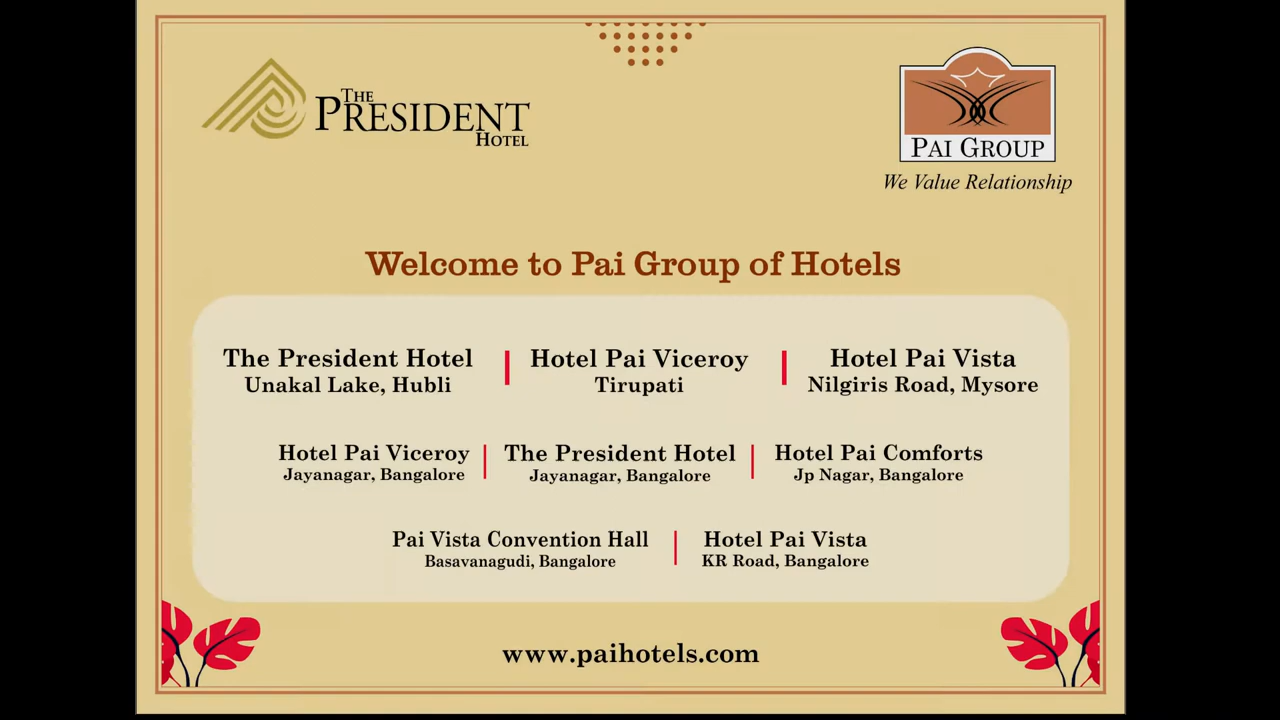 THE
PRESIDENT
HOTEL
PAI GROUP
We Value Relationship
Welcome to Pai Group of Hotels
The President Hotel
Unakal Lake, Hubli
Hotel Pai Viceroy
Tirupati
Hotel Pai Vista
Nilgiris Road, Mysore
Hotel Pai Viceroy
Jayanagar, Bangalore
The President Hotel
Jayanagar, Bangalore
Hotel Pai Comforts
Jp Nagar, Bangalore
Pai Vista Convention Hall
Basavanagudi, Bangalore
Hotel Pai Vista
KR Road, Bangalore
www.paihotels.com